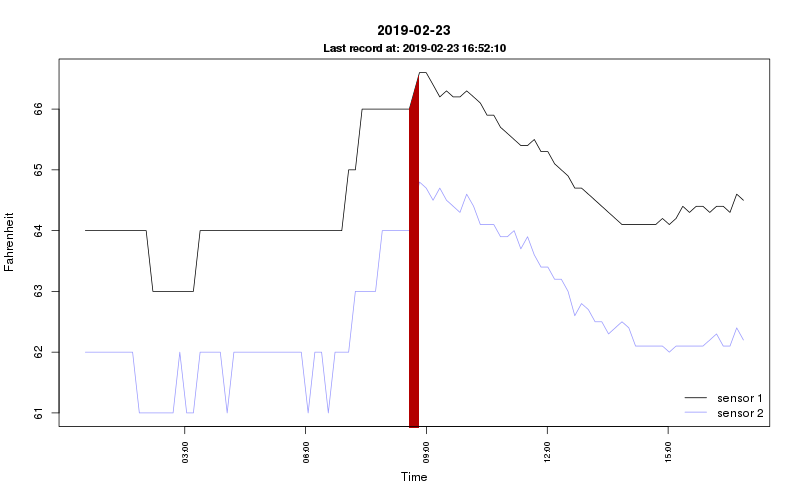 2019-02-23
Last record at: 2019-02-23 16:52:10
Fahrenheit
66
65
64
63
62
61
sensor 1
sensor 2
03:00 06:00 09:00 12:00 15:00
Time